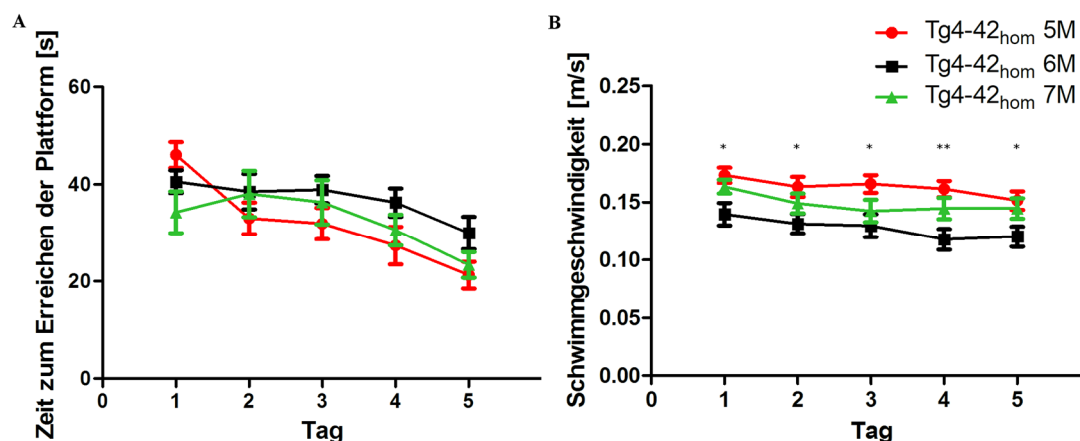 A
Zeit zum Erreichen der Plattform [s]
60
40
20
0
0 1 2 3 4 5
Tag
B
Tg4-42hom 5M
Tg4-42hom 6M
Tg4-42hom 7M
Schwimmgeschwindigkeit [m/s]
0.25
0.20
0.15
0.10
0.05
0.00
* * * ** *
0 1 2 3 4 5
Tag